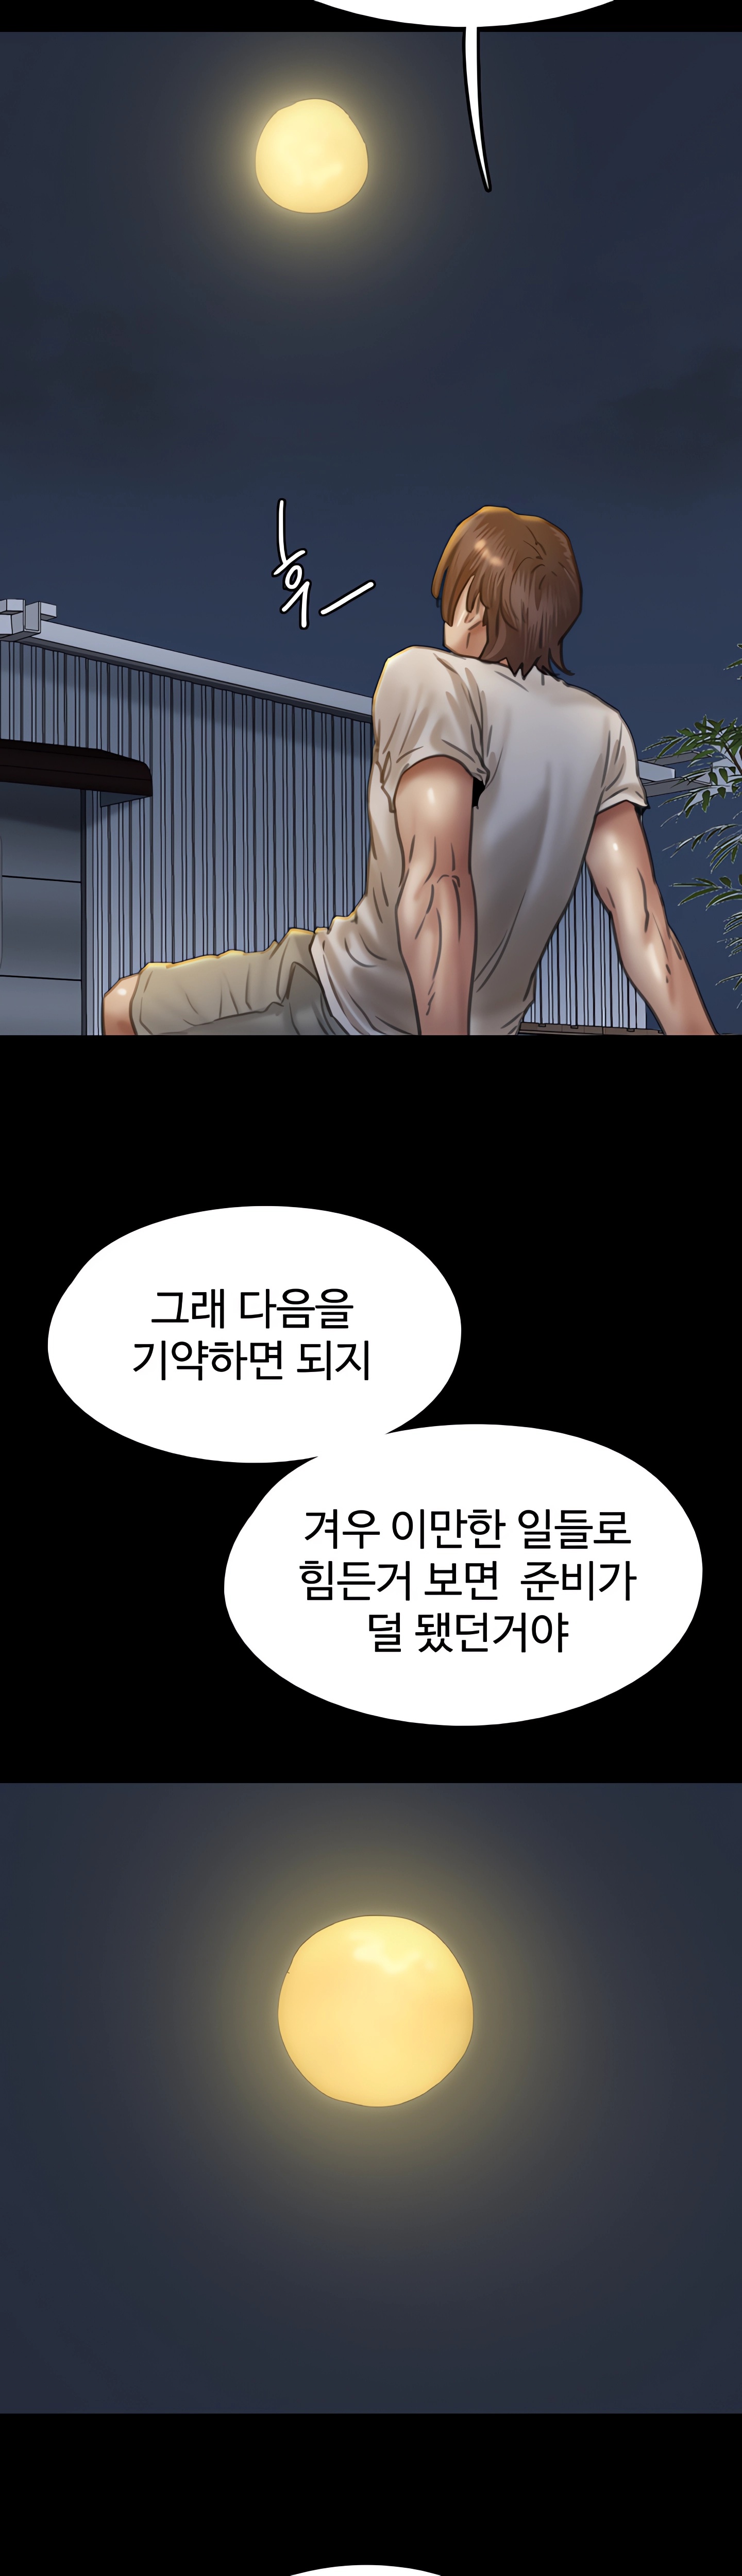 후
그래 다음을
기약하면 되지
겨우 이만한 일들로
힘든거 보면 준비가
덜 됐던거야